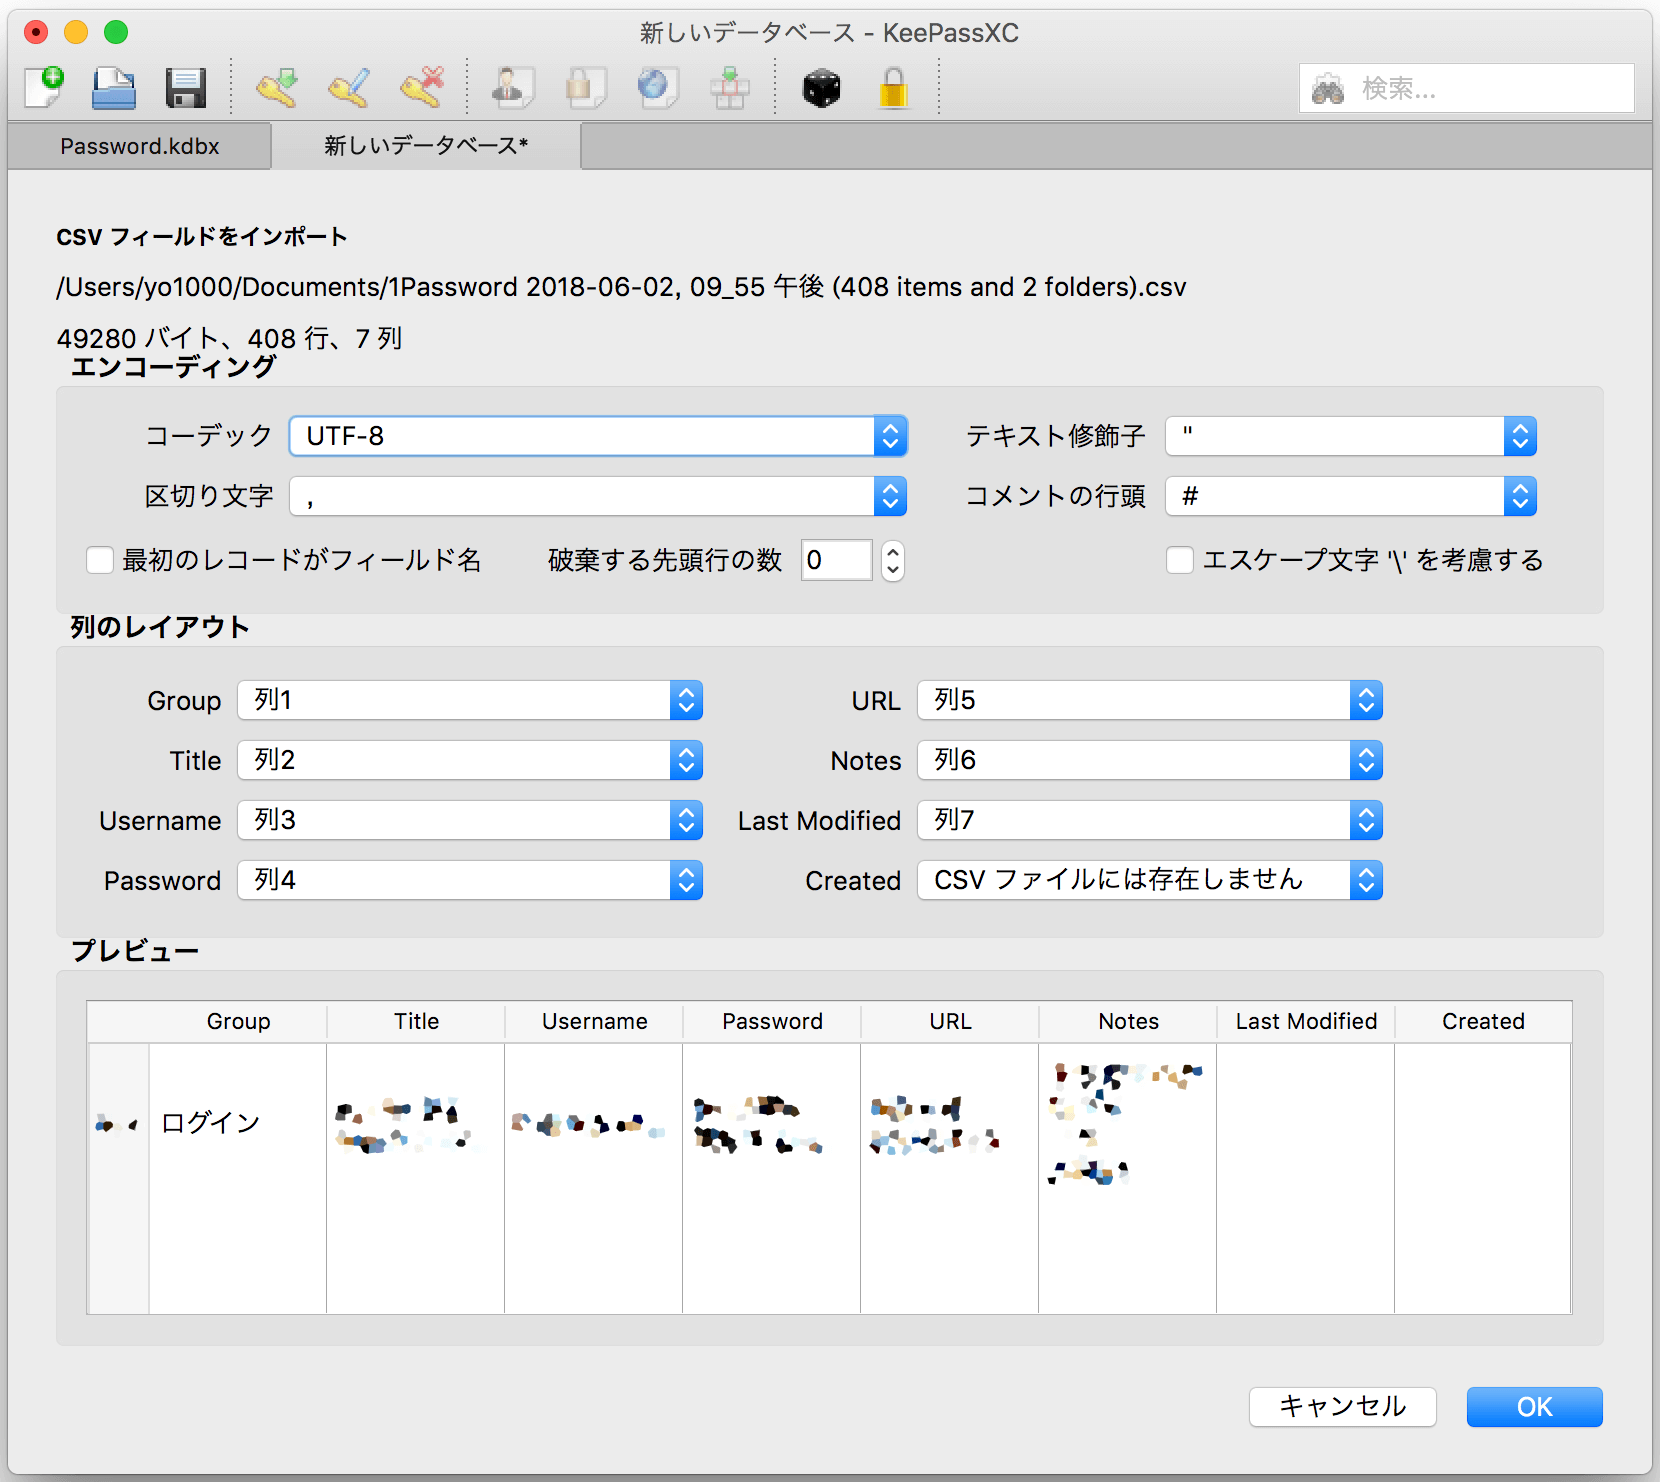 新しいデータベース - KeePassXC
検索...
Password.kdbx
新しいデータベース*
CSV フィールドをインポート
/Users/yo1000/Documents/1Password 2018-06-02, 09_55 午後 (408 items and 2 folders).csv
49280 バイト、408 行、7 列
エンコーディング
コーデック UTF-8 テキスト修飾子 "
区切り文字 , コメントの行頭 #
最初のレコードがフィールド名 破棄する先頭行の数 0 エスケープ文字 '\' を考慮する
列のレイアウト
Group 列1 URL 列5
Title 列2 Notes 列6
Username 列3 Last Modified 列7
Password 列4 Created CSV ファイルには存在しません
プレビュー
Group Title Username Password URL Notes Last Modified Created
ログイン
キャンセル OK